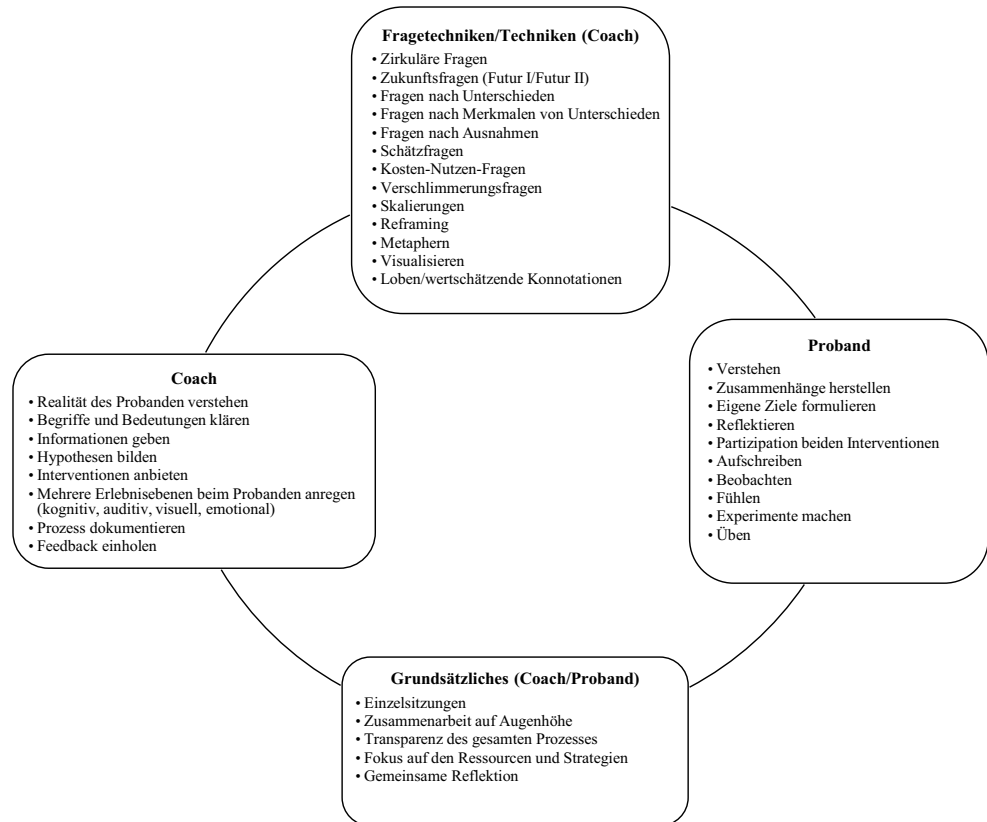 Fragetechniken/Techniken (Coach)
• Zirkuläre Fragen
• Zukunftsfragen (Futur I/Futur II)
• Fragen nach Unterschieden
• Fragen nach Merkmalen von Unterschieden
• Fragen nach Ausnahmen
• Schätzfragen
• Kosten-Nutzen-Fragen
• Verschlimmerungsfragen
• Skalierungen
• Reframing
• Metaphern
• Visualisieren
• Loben/wertschätzende Konnotationen
Coach
• Realität des Probanden verstehen
• Begriffe und Bedeutungen klären
• Informationen geben
• Hypothesen bilden
• Interventionen anbieten
• Mehrere Erlebnisebenen beim Probanden anregen
(kognitiv, auditiv, visuell, emotional)
• Prozess dokumentieren
• Feedback einholen
Proband
• Verstehen
• Zusammenhänge herstellen
• Eigene Ziele formulieren
• Reflektieren
• Partizipation beiden Interventionen
• Aufschreiben
• Beobachten
• Fühlen
• Experimente machen
• Üben
Grundsätzliches (Coach/Proband)
• Einzelsitzungen
• Zusammenarbeit auf Augenhöhe
• Transparenz des gesamten Prozesses
• Fokus auf den Ressourcen und Strategien
• Gemeinsame Reflektion